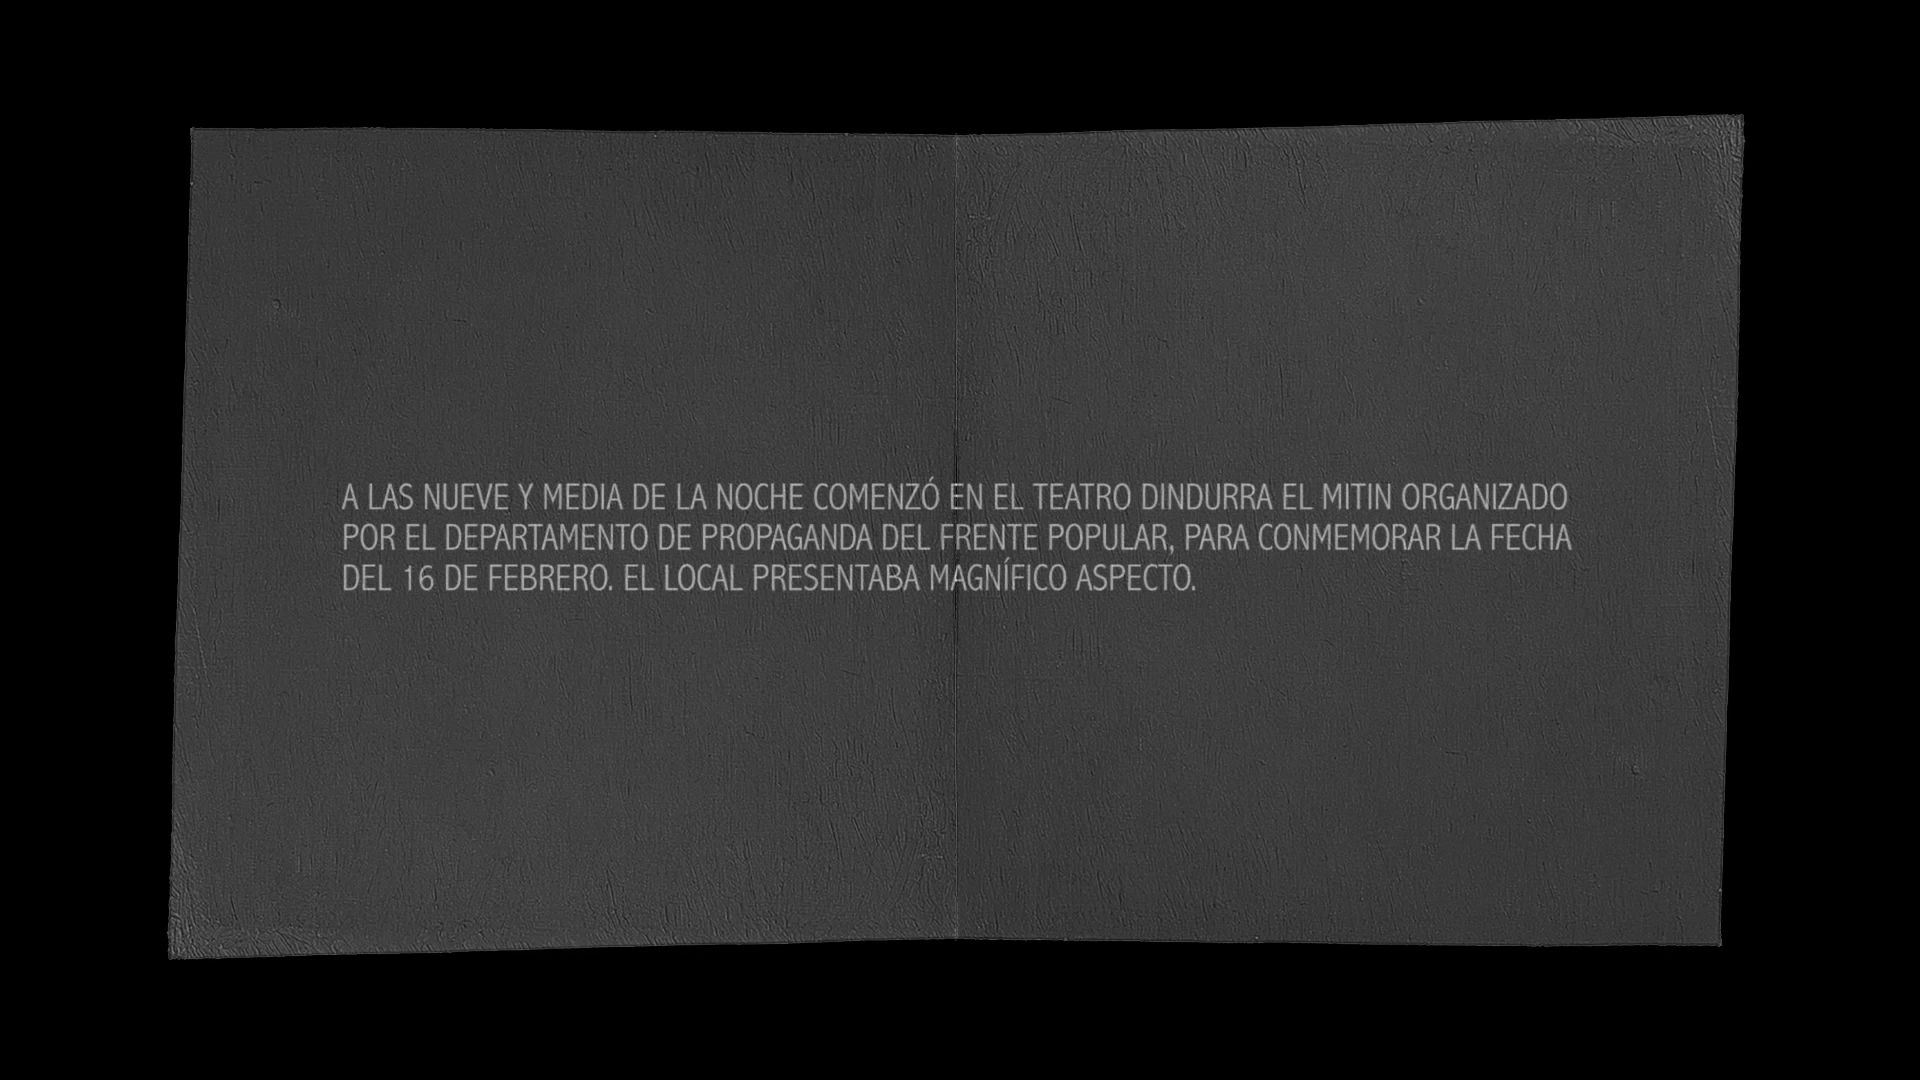 A LAS NUEVE Y MEDIA DE LA NOCHE COMENZÓ EN EL TEATRO DINDURRA EL MITIN ORGANIZADO
POR EL DEPARTAMENTO DE PROPAGANDA DEL FRENTE POPULAR, PARA CONMEMORAR LA FECHA
DEL 16 DE FEBRERO. EL LOCAL PRESENTABA MAGNÍFICO ASPECTO.